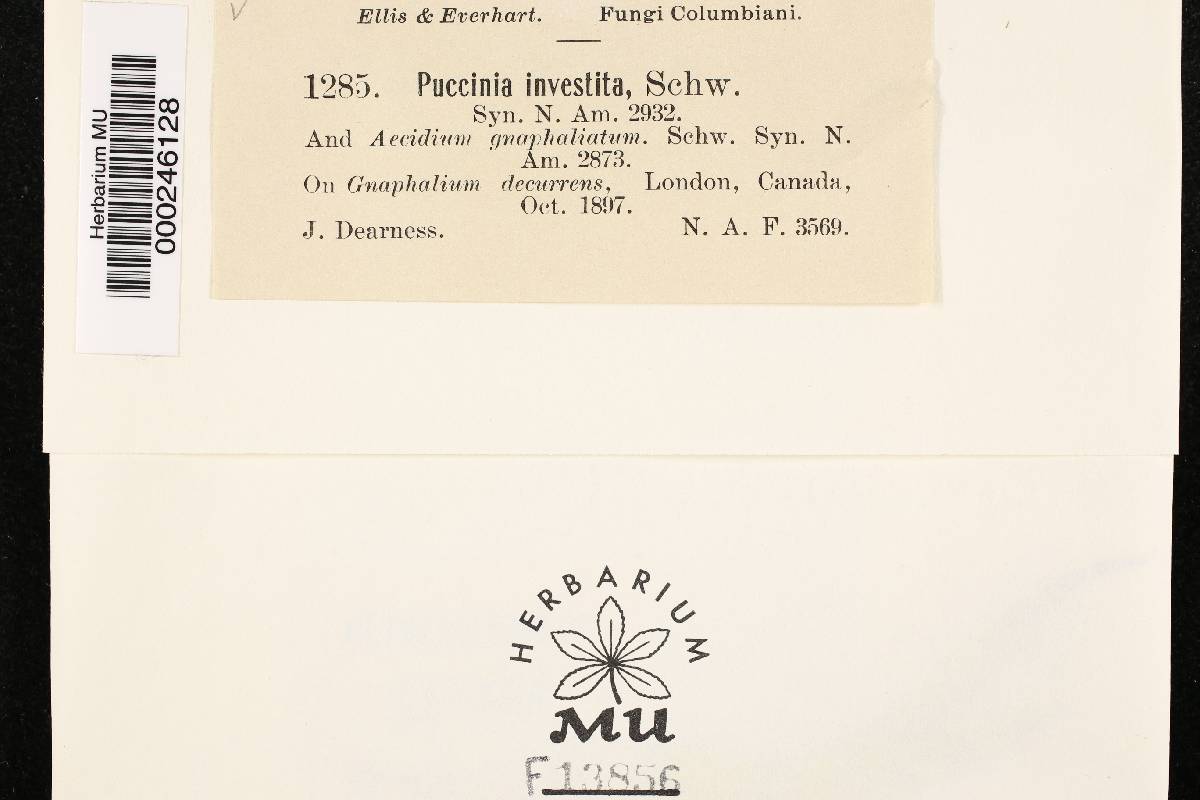 Ellis & Everhart. Fungi Columbiani.
1285. Puccinia investita, Schw.
Syn. N. Am. 2932.
And Aecidium gnaphaliatum. Schw. Syn. N.
Am. 2873.
On Gnaphalium decurrens, London, Canada,
Oct. 1897.
J. Dearness. N. A. F. 3569.
Herbarium MU
000246128
HERBARIUM
MU
F13856